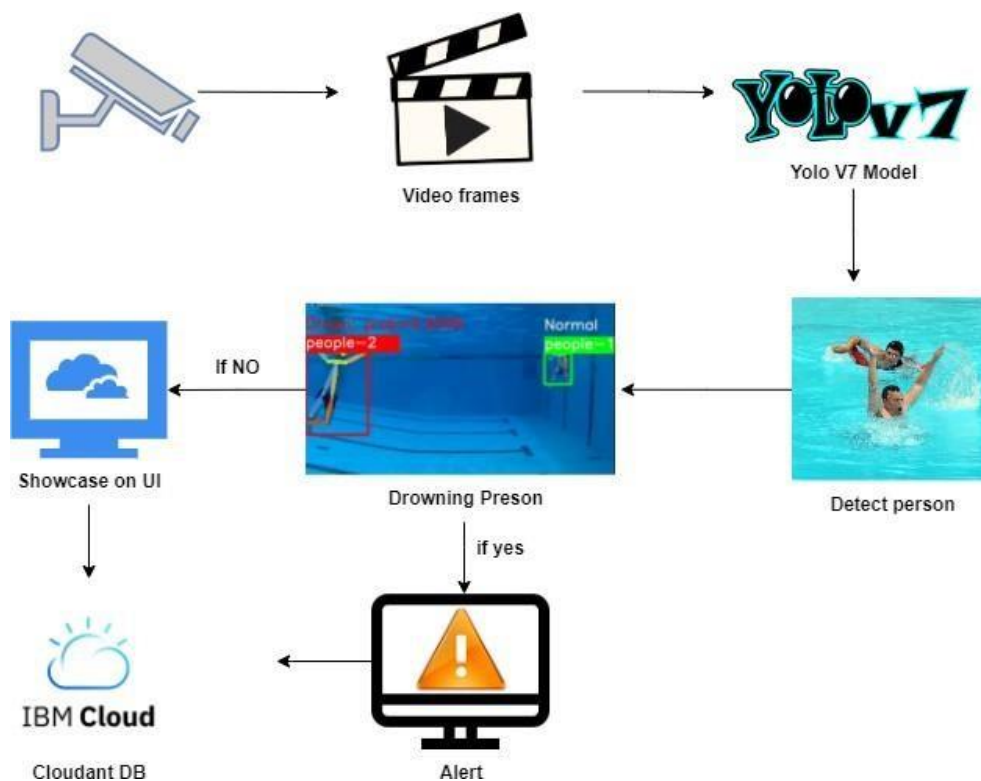 YOLOv7
Video frames
Yolo V7 Model
Normal
people-2
people-1
If NO
Showcase on UI
Drowning Preson
Detect person
if yes
IBM Cloud
Cloudant DB
Alert